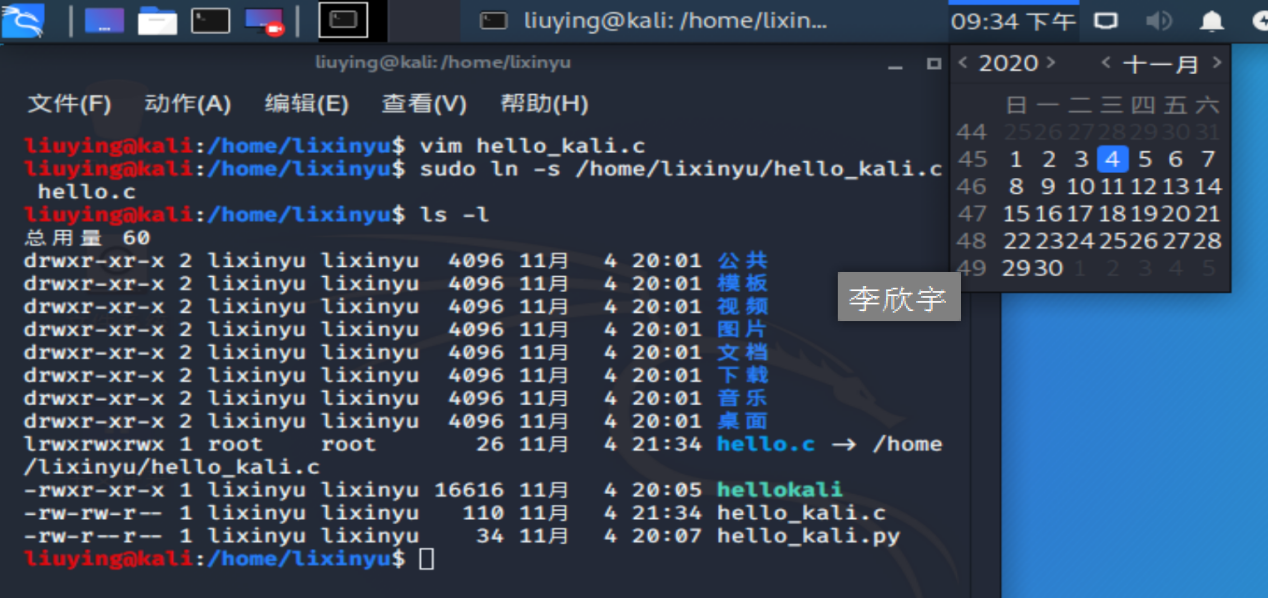 liuying@kali: /home/lixin...
09:34 下午
liuying@kali: /home/lixinyu
文件(F) 动作(A) 编辑(E) 查看(V) 帮助(H)
liuying@kali:/home/lixinyu$ vim hello_kali.c
liuying@kali:/home/lixinyu$ sudo ln -s /home/lixinyu/hello_kali.c
hello.c
liuying@kali:/home/lixinyu$ ls -l
总用量 60
drwxr-xr-x 2 lixinyu lixinyu 4096 11月 4 20:01 公共
drwxr-xr-x 2 lixinyu lixinyu 4096 11月 4 20:01 模板
drwxr-xr-x 2 lixinyu lixinyu 4096 11月 4 20:01 视频
drwxr-xr-x 2 lixinyu lixinyu 4096 11月 4 20:01 图片
drwxr-xr-x 2 lixinyu lixinyu 4096 11月 4 20:01 文档
drwxr-xr-x 2 lixinyu lixinyu 4096 11月 4 20:01 下载
drwxr-xr-x 2 lixinyu lixinyu 4096 11月 4 20:01 音乐
drwxr-xr-x 2 lixinyu lixinyu 4096 11月 4 20:01 桌面
lrwxrwxrwx 1 root root 26 11月 4 21:34 hello.c → /home
/lixinyu/hello_kali.c
-rwxr-xr-x 1 lixinyu lixinyu 16616 11月 4 20:05 hellokali
-rw-rw-r-- 1 lixinyu lixinyu 110 11月 4 21:34 hello_kali.c
-rw-r--r-- 1 lixinyu lixinyu 34 11月 4 20:07 hello_kali.py
liuying@kali:/home/lixinyu$
< 2020 > < 十一月 >
日 一 二 三 四 五 六
44 25 26 27 28 29 30 31
45 1 2 3 4 5 6 7
46 8 9 10 11 12 13 14
47 15 16 17 18 19 20 21
48 22 23 24 25 26 27 28
49 29 30 1 2 3 4 5
李欣宇